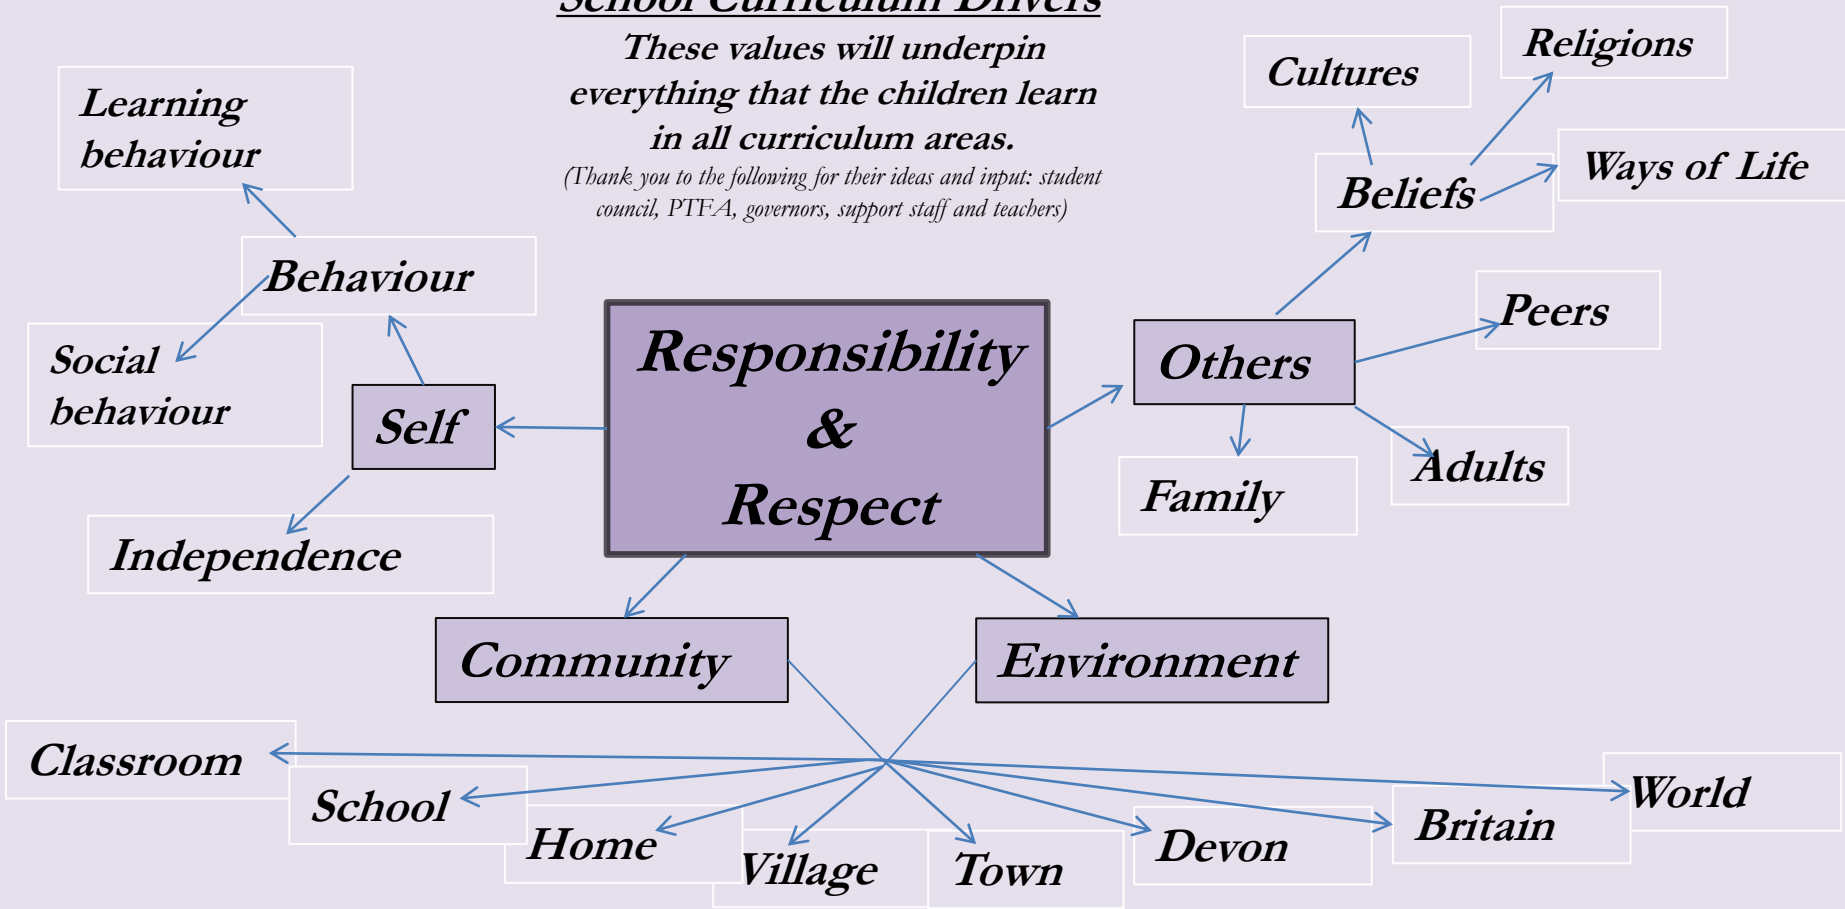 School Curriculum Drivers
These values will underpin
everything that the children learn
in all curriculum areas.
(Thank you to the following for their ideas and input: student
council, PTFA, governors, support staff and teachers)
Learning
behaviour
Behaviour
Social
behaviour
Self
Independence
Responsibility
&
Respect
Cultures
Religions
Ways of Life
Beliefs
Peers
Others
Adults
Family
Community
Environment
Classroom
School
Home
Village
Town
Devon
Britain
World